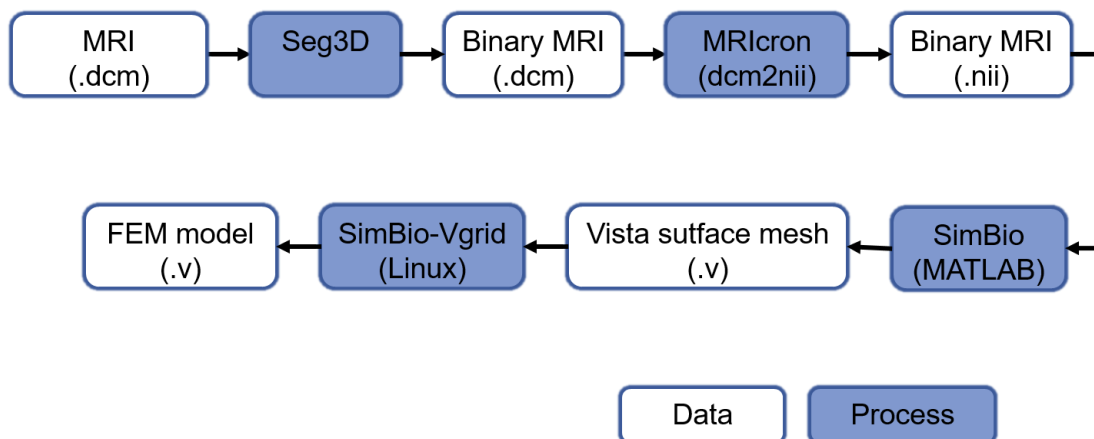 MRI
(.dcm)
Seg3D
Binary MRI
(.dcm)
MRIcron
(dcm2nii)
Binary MRI
(.nii)
FEM model
(.v)
SimBio-Vgrid
(Linux)
Vista sutface mesh
(.v)
SimBio
(MATLAB)
Data
Process